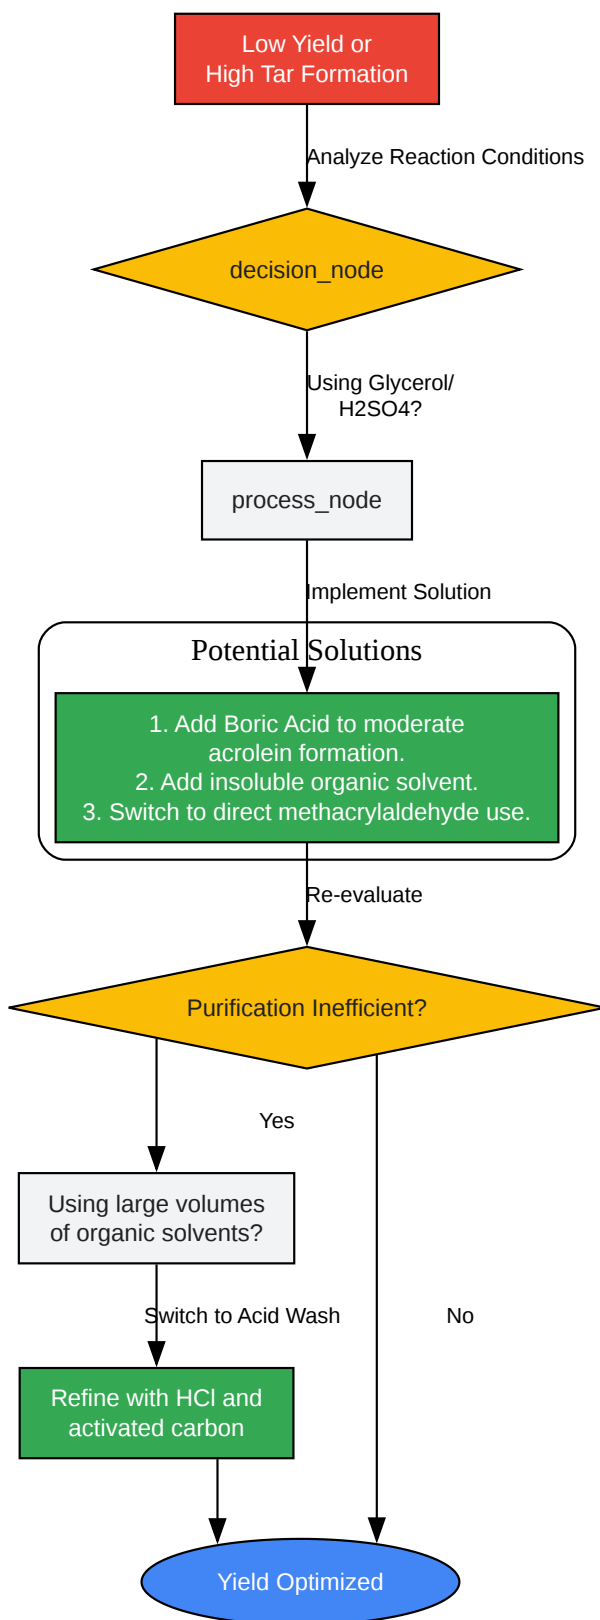 Low Yield or
High Tar Formation
Analyze Reaction Conditions
decision_node
Using Glycerol/
H2SO4?
process_node
Implement Solution
Potential Solutions
1. Add Boric Acid to moderate
acrolein formation.
2. Add insoluble organic solvent.
3. Switch to direct methacrylaldehyde use.
Re-evaluate
Purification Inefficient?
Yes
Using large volumes
of organic solvents?
Switch to Acid Wash
No
Refine with HCl and
activated carbon
Yield Optimized